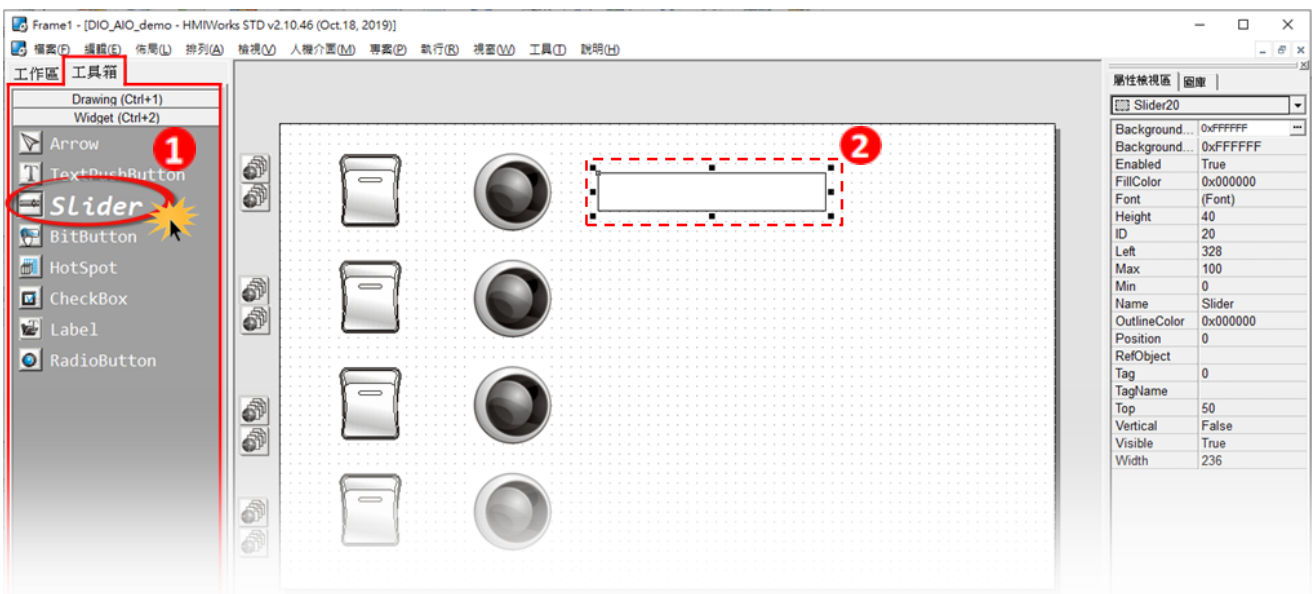 Frame1 - [DIO_AIO_demo - HMIWorks STD v2.10.46 (Oct.18, 2019)]
檔案(F) 編輯(E) 佈局(L) 排列(A) 檢視(V) 人機介面(M) 專案(P) 執行(R) 視窗(W) 工具(T) 說明(H)
工作區 工具箱
Drawing (Ctrl+1)
Widget (Ctrl+2)
Arrow
1
TextPushButton
Slider
BitButton
HotSpot
CheckBox
Label
RadioButton
2
屬性檢視區 圖庫
Slider20
Background... 0xFFFFFF ...
Background... 0xFFFFFF
Enabled True
FillColor 0x000000
Font (Font)
Height 40
ID 20
Left 328
Max 100
Min 0
Name Slider
OutlineColor 0x000000
Position 0
RefObject
Tag 0
TagName
Top 50
Vertical False
Visible True
Width 236